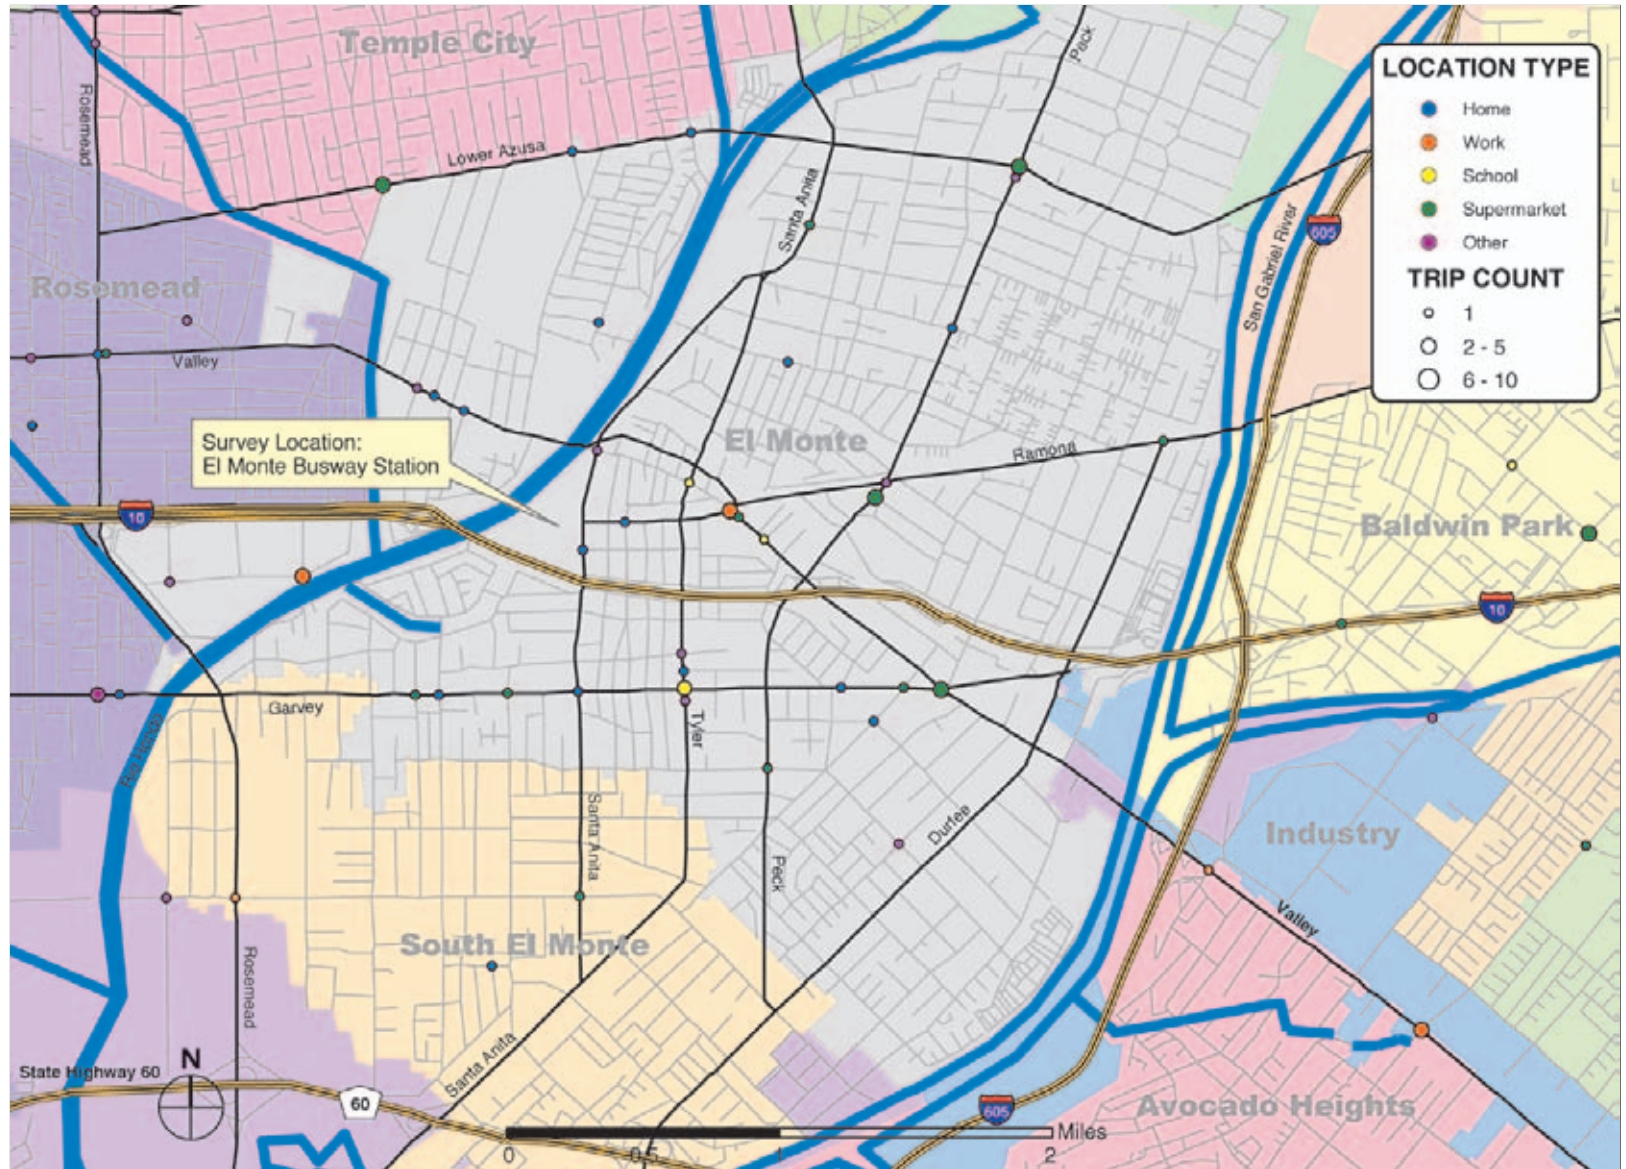 Temple City
Peck
LOCATION TYPE
Home
Work
School
Supermarket
Other
TRIP COUNT
1
2 - 5
6 - 10
Rosemead
Lower Azusa
Santa Anita
San Gabriel River
605
Rosemead
Valley
Survey Location:
El Monte Busway Station
El Monte
Ramona
10
Baldwin Park
10
Garvey
Tyler
Rio Hondo
Santa Anita
Peck
Durfee
Industry
Valley
South El Monte
Rosemead
Santa Anita
N
State Highway 60
60
605
Avocado Heights
Miles
0
0.5
1
2